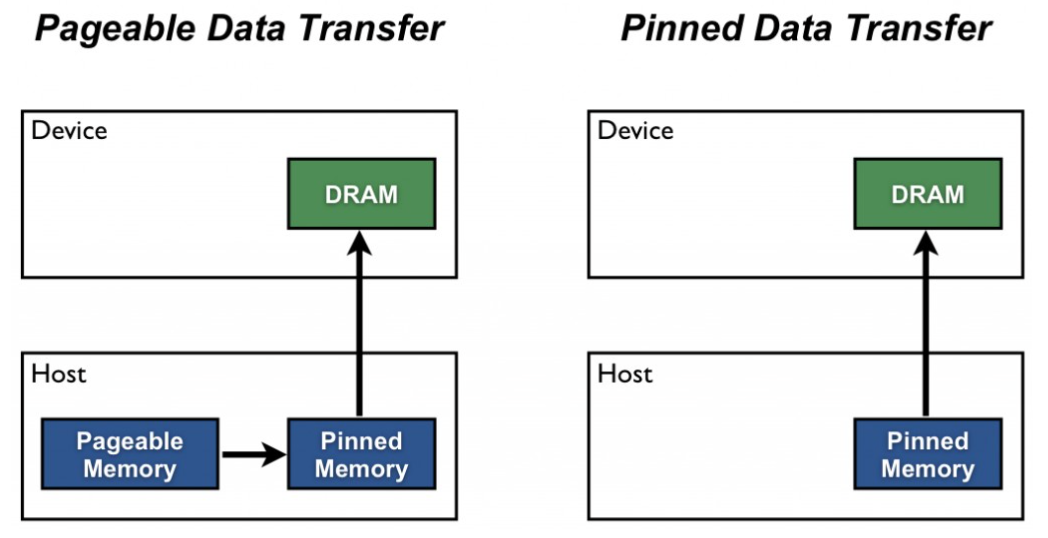 Pageable Data Transfer
Device
DRAM
Host
Pageable
Memory
Pinned
Memory
Pinned Data Transfer
Device
DRAM
Host
Pinned
Memory